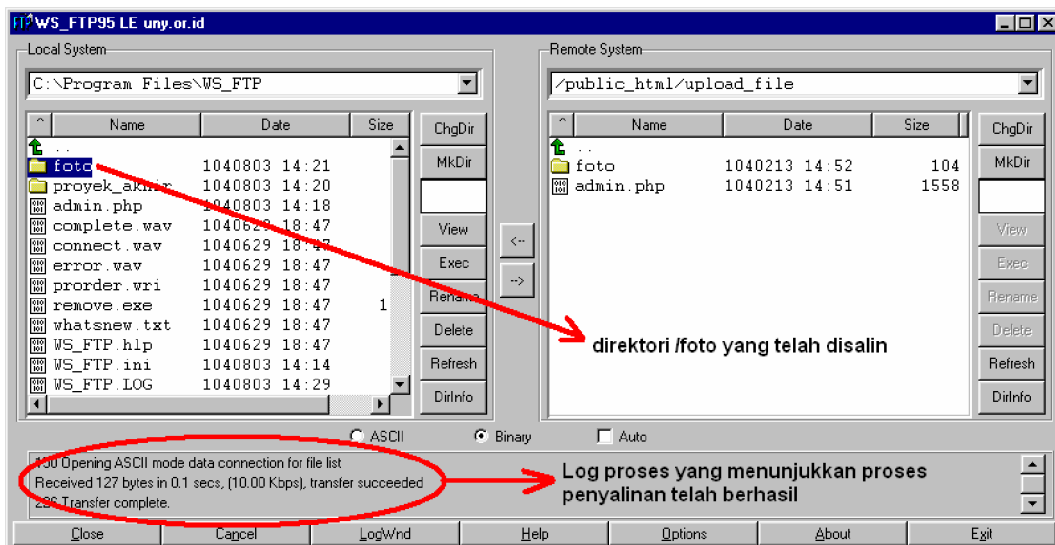 WS_FTP95 LE uny.or.id
Local System
C:\Program Files\WS_FTP
^ Name Date Size
..
foto 1040803 14:21
proyek_akhir 1040803 14:20
admin.php 1040803 14:18
complete.wav 1040629 18:47
connect.wav 1040629 18:47
error.wav 1040629 18:47
prorder.wri 1040629 18:47
remove.exe 1040629 18:47 1
whatsnew.txt 1040629 18:47
WS_FTP.hlp 1040629 18:47
WS_FTP.ini 1040803 14:14
WS_FTP.LOG 1040803 14:29
ChgDir
MkDir
View
Exec
Rename
Delete
Refresh
DirInfo
<--
-->
Remote System
/public_html/upload_file
^ Name Date Size
..
foto 1040213 14:52 104
admin.php 1040213 14:51 1558
direktori /foto yang telah disalin
ChgDir
MkDir
View
Exec
Rename
Delete
Refresh
DirInfo
ASCII Binary Auto
150 Opening ASCII mode data connection for file list
Received 127 bytes in 0.1 secs, (10.00 Kbps), transfer succeeded
226 Transfer complete.
Log proses yang menunjukkan proses
penyalinan telah berhasil
Close Cancel LogWnd Help Options About Exit